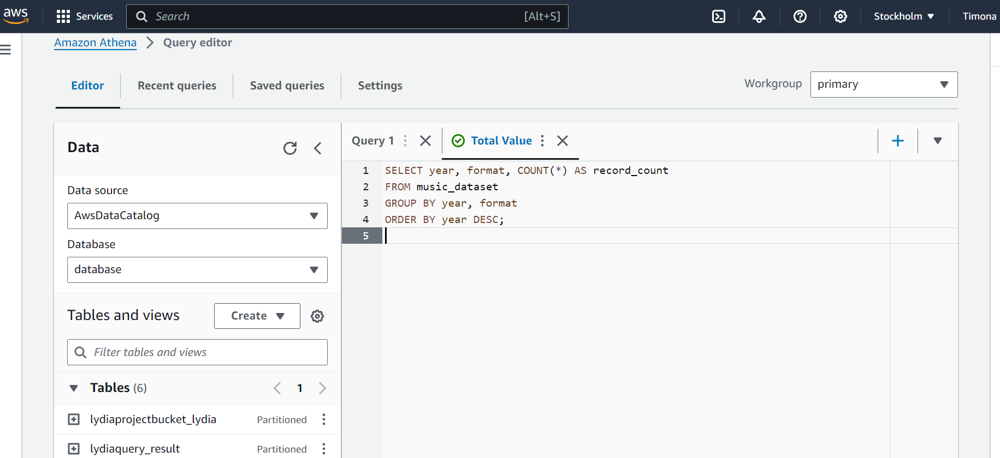 aws
Services
Search
[Alt+S]
Stockholm
Timona
Amazon Athena > Query editor
Editor
Recent queries
Saved queries
Settings
Workgroup
primary
Data
Data source
AwsDataCatalog
Database
database
Tables and views
Create
Filter tables and views
Tables (6)
1
lydiaprojectbucket_lydia
Partitioned
lydiaquery_result
Partitioned
Query 1
Total Value
1 SELECT year, format, COUNT(*) AS record_count
2 FROM music_dataset
3 GROUP BY year, format
4 ORDER BY year DESC;
5